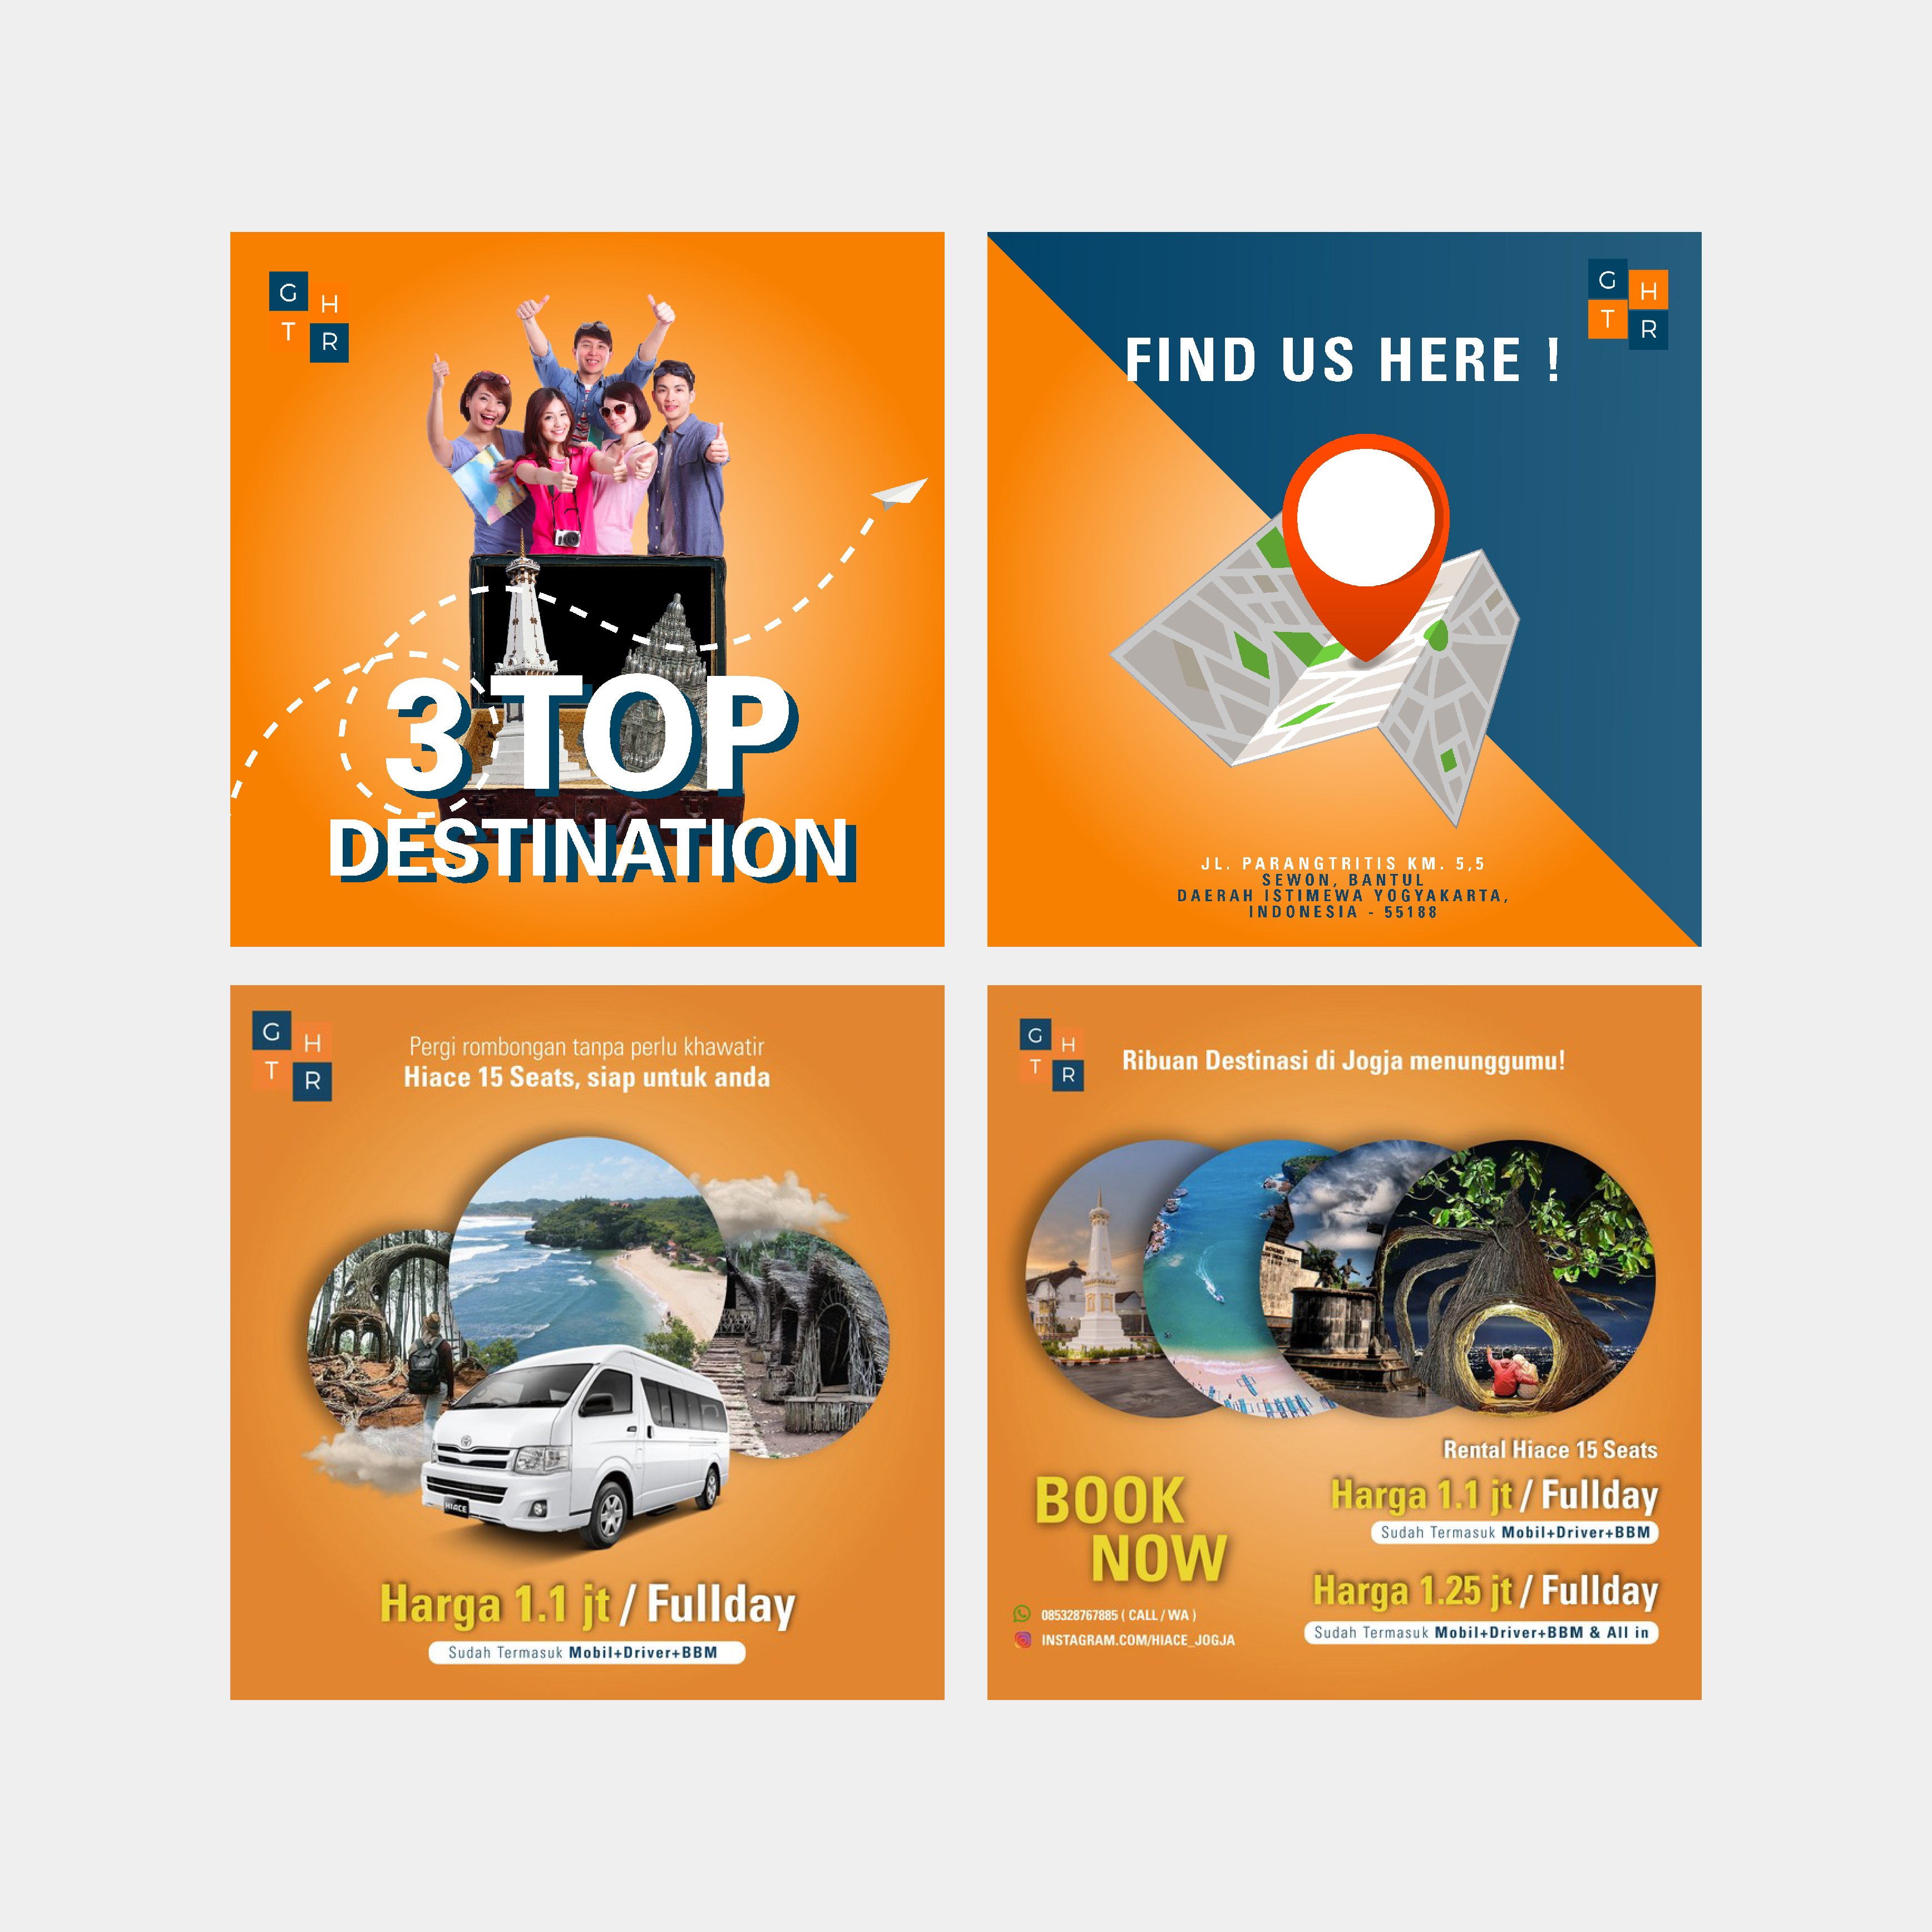 G
H
T
R
3 TOP
DESTINATION
G
H
T
R
FIND US HERE !
JL. PARANGTRITIS KM. 5,5
SEWON, BANTUL
DAERAH ISTIMEWA YOGYAKARTA,
INDONESIA - 55188
G
H
T
R
Pergi rombongan tanpa perlu khawatir
Hiace 15 Seats, siap untuk anda
HIACE
Harga 1.1 jt / Fullday
Sudah Termasuk Mobil+Driver+BBM
G
H
T
R
Ribuan Destinasi di Jogja menunggumu!
Rental Hiace 15 Seats
Harga 1.1 jt / Fullday
Sudah Termasuk Mobil+Driver+BBM
Harga 1.25 jt / Fullday
Sudah Termasuk Mobil+Driver+BBM & All in
BOOK
NOW
085328767885 ( CALL / WA )
INSTAGRAM.COM/HIACE_JOGJA